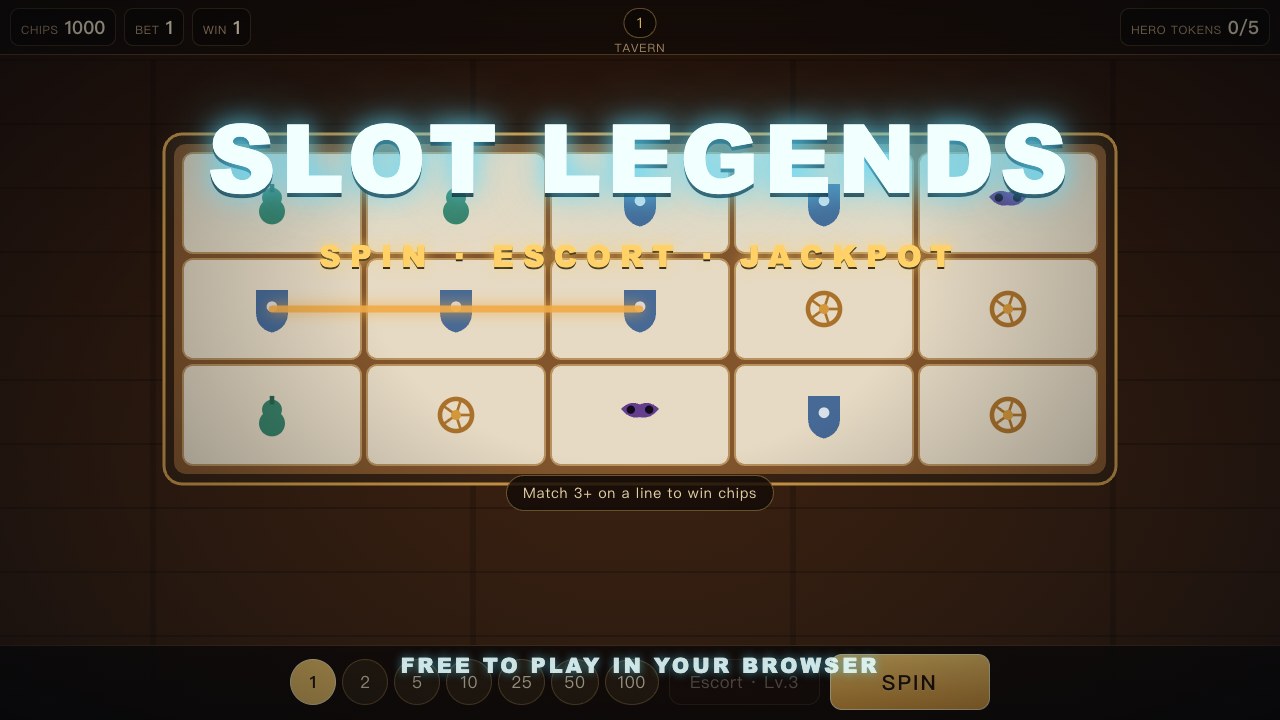 CHIPS 1000 BET 1 WIN 1
1
TAVERN
HERO TOKENS 0/5
SLOT LEGENDS
SPIN · ESCORT · JACKPOT
Match 3+ on a line to win chips
FREE TO PLAY IN YOUR BROWSER
1 2 5 10 25 50 100 Escort · Lv.3 SPIN